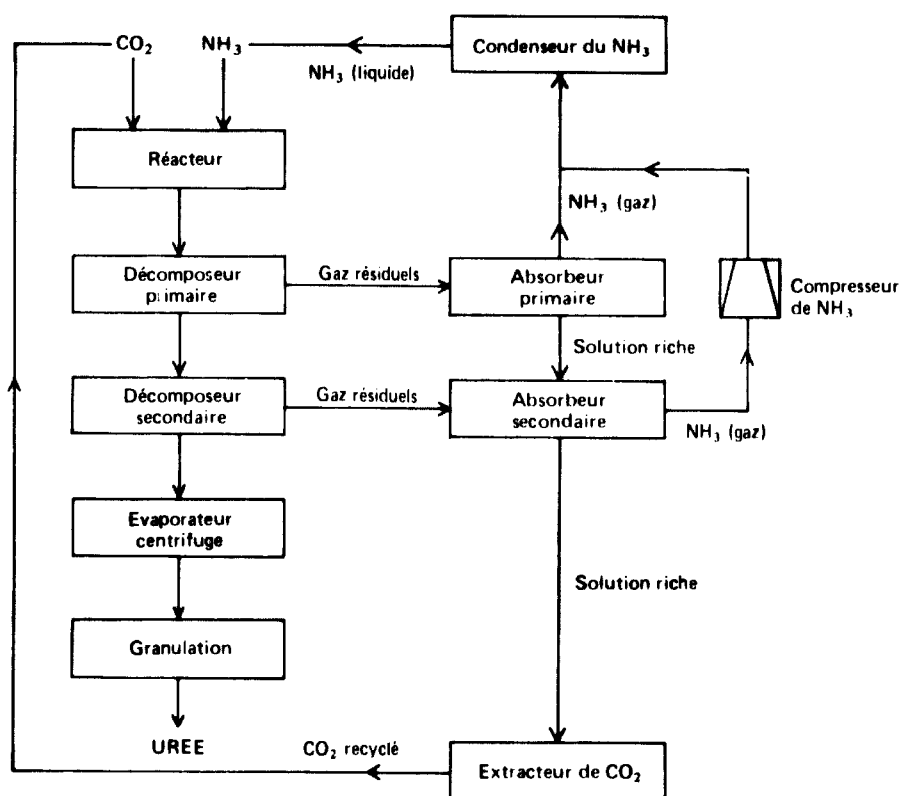 CO₂
NH₃
NH₃ (liquide)
Condenseur du NH₃
Réacteur
NH₃ (gaz)
Décomposeur
primaire
Gaz résiduels
Absorbeur
primaire
Compresseur
de NH₃
Solution riche
Décomposeur
secondaire
Gaz résiduels
Absorbeur
secondaire
NH₃ (gaz)
Evaporateur
centrifuge
Solution riche
Granulation
UREE
CO₂ recyclé
Extracteur de CO₂